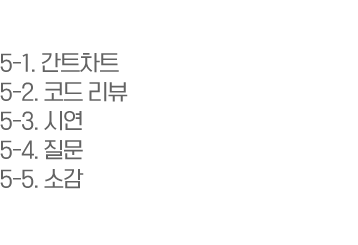 5-1. 간트차트
5-2. 코드 리뷰
5-3. 시연
5-4. 질문
5-5. 소감